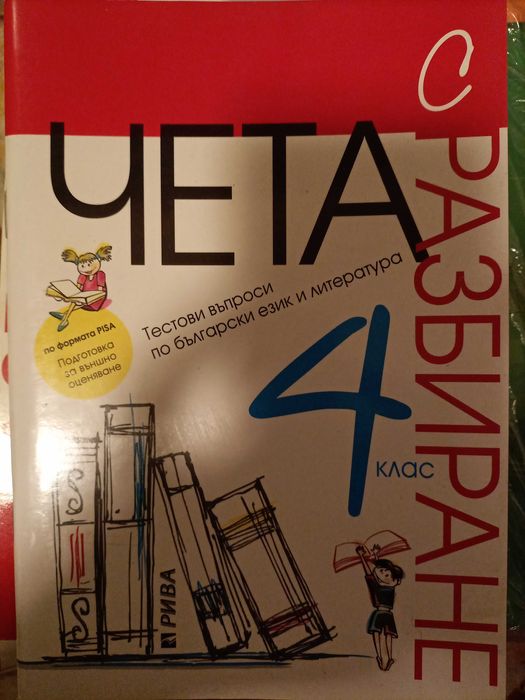 ЧЕТА
С
РАЗБИРАНЕ
Тестови въпроси
по български език и литература
по формата PISA
Подготовка
за външно
оценяване
4
клас
РИВА